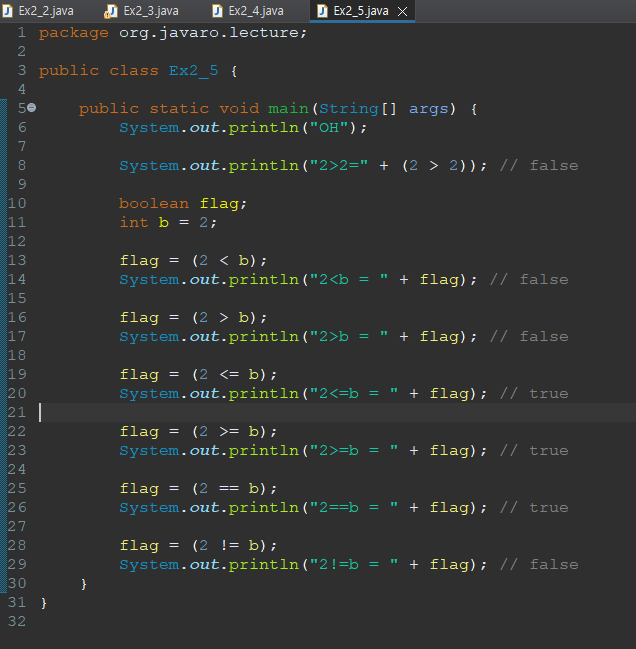 Ex2_2.java Ex2_3.java Ex2_4.java Ex2_5.java
1 package org.javaro.lecture;
2
3 public class Ex2_5 {
4
5 public static void main(String[] args) {
6 System.out.println("OH");
7
8 System.out.println("2>2=" + (2 > 2)); // false
9
10 boolean flag;
11 int b = 2;
12
13 flag = (2 < b);
14 System.out.println("2<b = " + flag); // false
15
16 flag = (2 > b);
17 System.out.println("2>b = " + flag); // false
18
19 flag = (2 <= b);
20 System.out.println("2<=b = " + flag); // true
21
22 flag = (2 >= b);
23 System.out.println("2>=b = " + flag); // true
24
25 flag = (2 == b);
26 System.out.println("2==b = " + flag); // true
27
28 flag = (2 != b);
29 System.out.println("2!=b = " + flag); // false
30 }
31 }
32